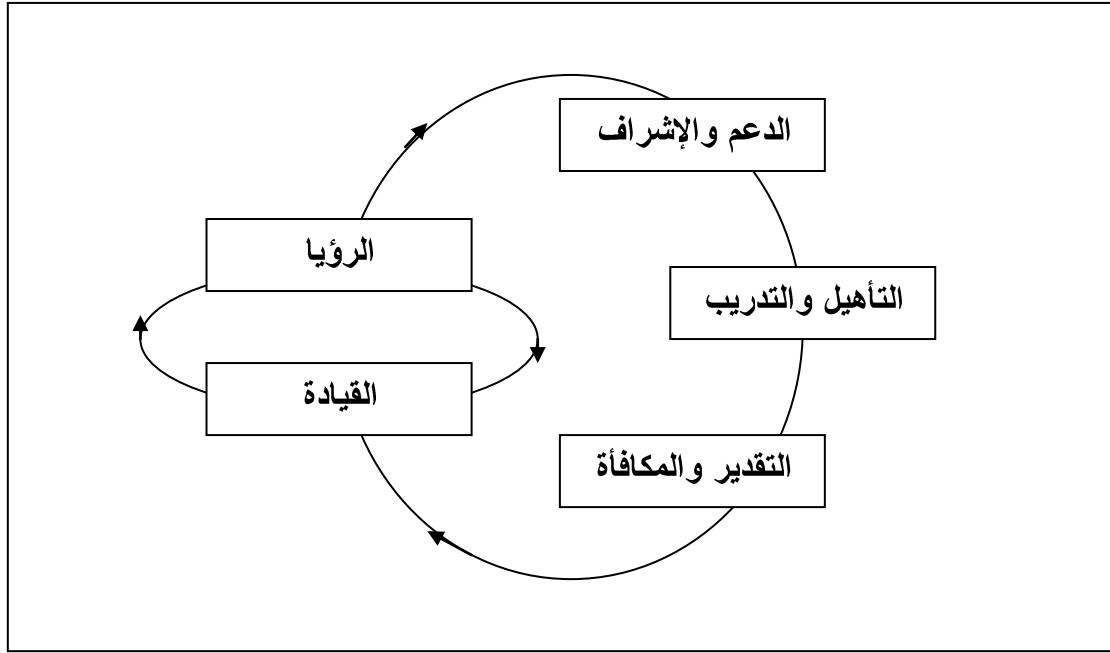 الدعم والإشراف
الرؤيا
التأهيل والتدريب
القيادة
التقدير والمكافأة